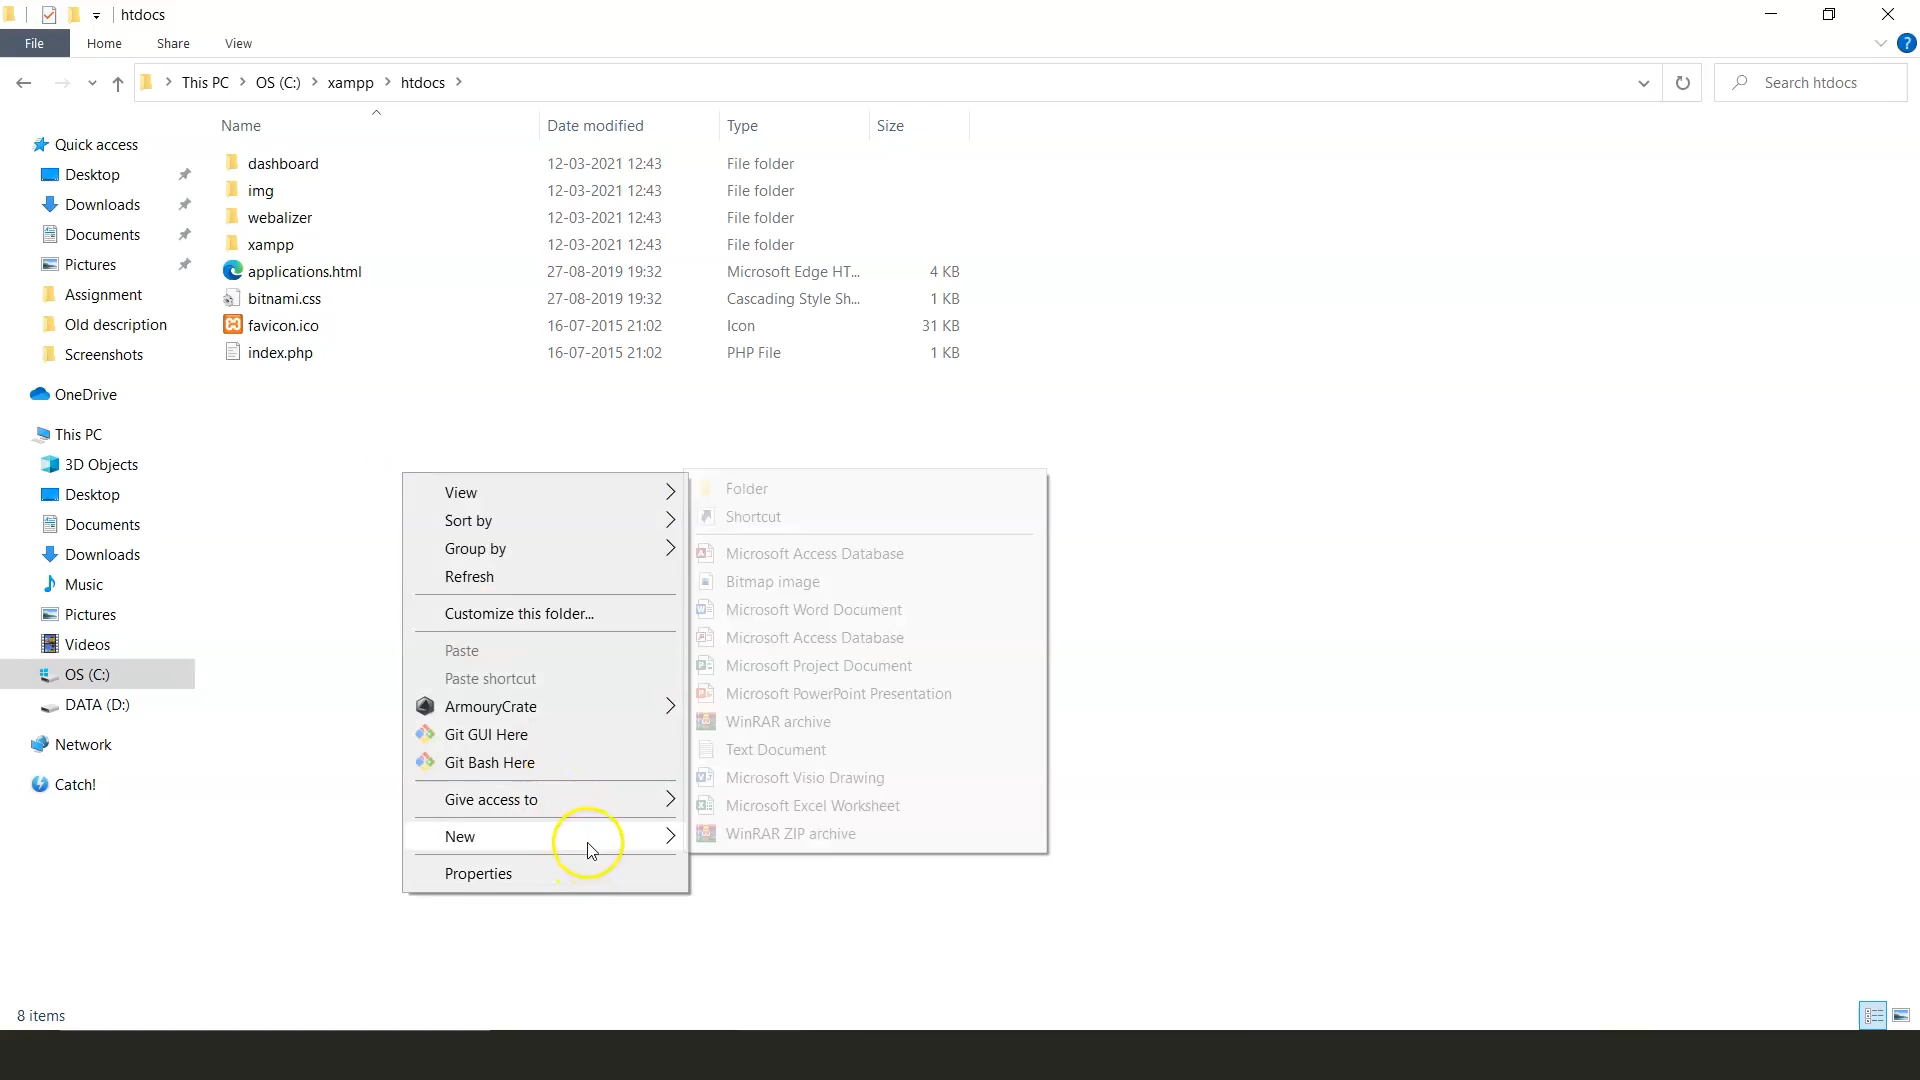 htdocs
File Home Share View
This PC OS (C:) xampp htdocs
Search htdocs
Name Date modified Type Size
dashboard 12-03-2021 12:43 File folder
img 12-03-2021 12:43 File folder
webalizer 12-03-2021 12:43 File folder
xampp 12-03-2021 12:43 File folder
applications.html 27-08-2019 19:32 Microsoft Edge HT... 4 KB
bitnami.css 27-08-2019 19:32 Cascading Style Sh... 1 KB
favicon.ico 16-07-2015 21:02 Icon 31 KB
index.php 16-07-2015 21:02 PHP File 1 KB
Quick access
Desktop
Downloads
Documents
Pictures
Assignment
Old description
Screenshots
OneDrive
This PC
3D Objects
Desktop
Documents
Downloads
Music
Pictures
Videos
OS (C:)
DATA (D:)
Network
Catch!
View
Sort by
Group by
Refresh
Customize this folder...
Paste
Paste shortcut
ArmouryCrate
Git GUI Here
Git Bash Here
Give access to
New
Properties
Folder
Shortcut
Microsoft Access Database
Bitmap image
Microsoft Word Document
Microsoft Access Database
Microsoft Project Document
Microsoft PowerPoint Presentation
WinRAR archive
Text Document
Microsoft Visio Drawing
Microsoft Excel Worksheet
WinRAR ZIP archive
8 items